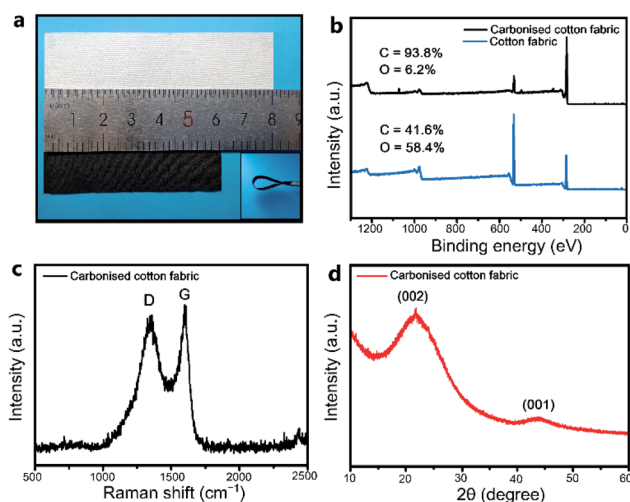 a
1 2 3 4 5 6 7 8 9
b
Carbonised cotton fabric
Cotton fabric
C = 93.8%
O = 6.2%
C = 41.6%
O = 58.4%
Intensity (a.u.)
1200 1000 800 600 400 200 0
Binding energy (eV)
c
Carbonised cotton fabric
D G
Intensity (a.u.)
500 1000 1500 2000 2500
Raman shift (cm⁻¹)
d
Carbonised cotton fabric
(002)
(001)
Intensity (a.u.)
10 20 30 40 50 60
2θ (degree)